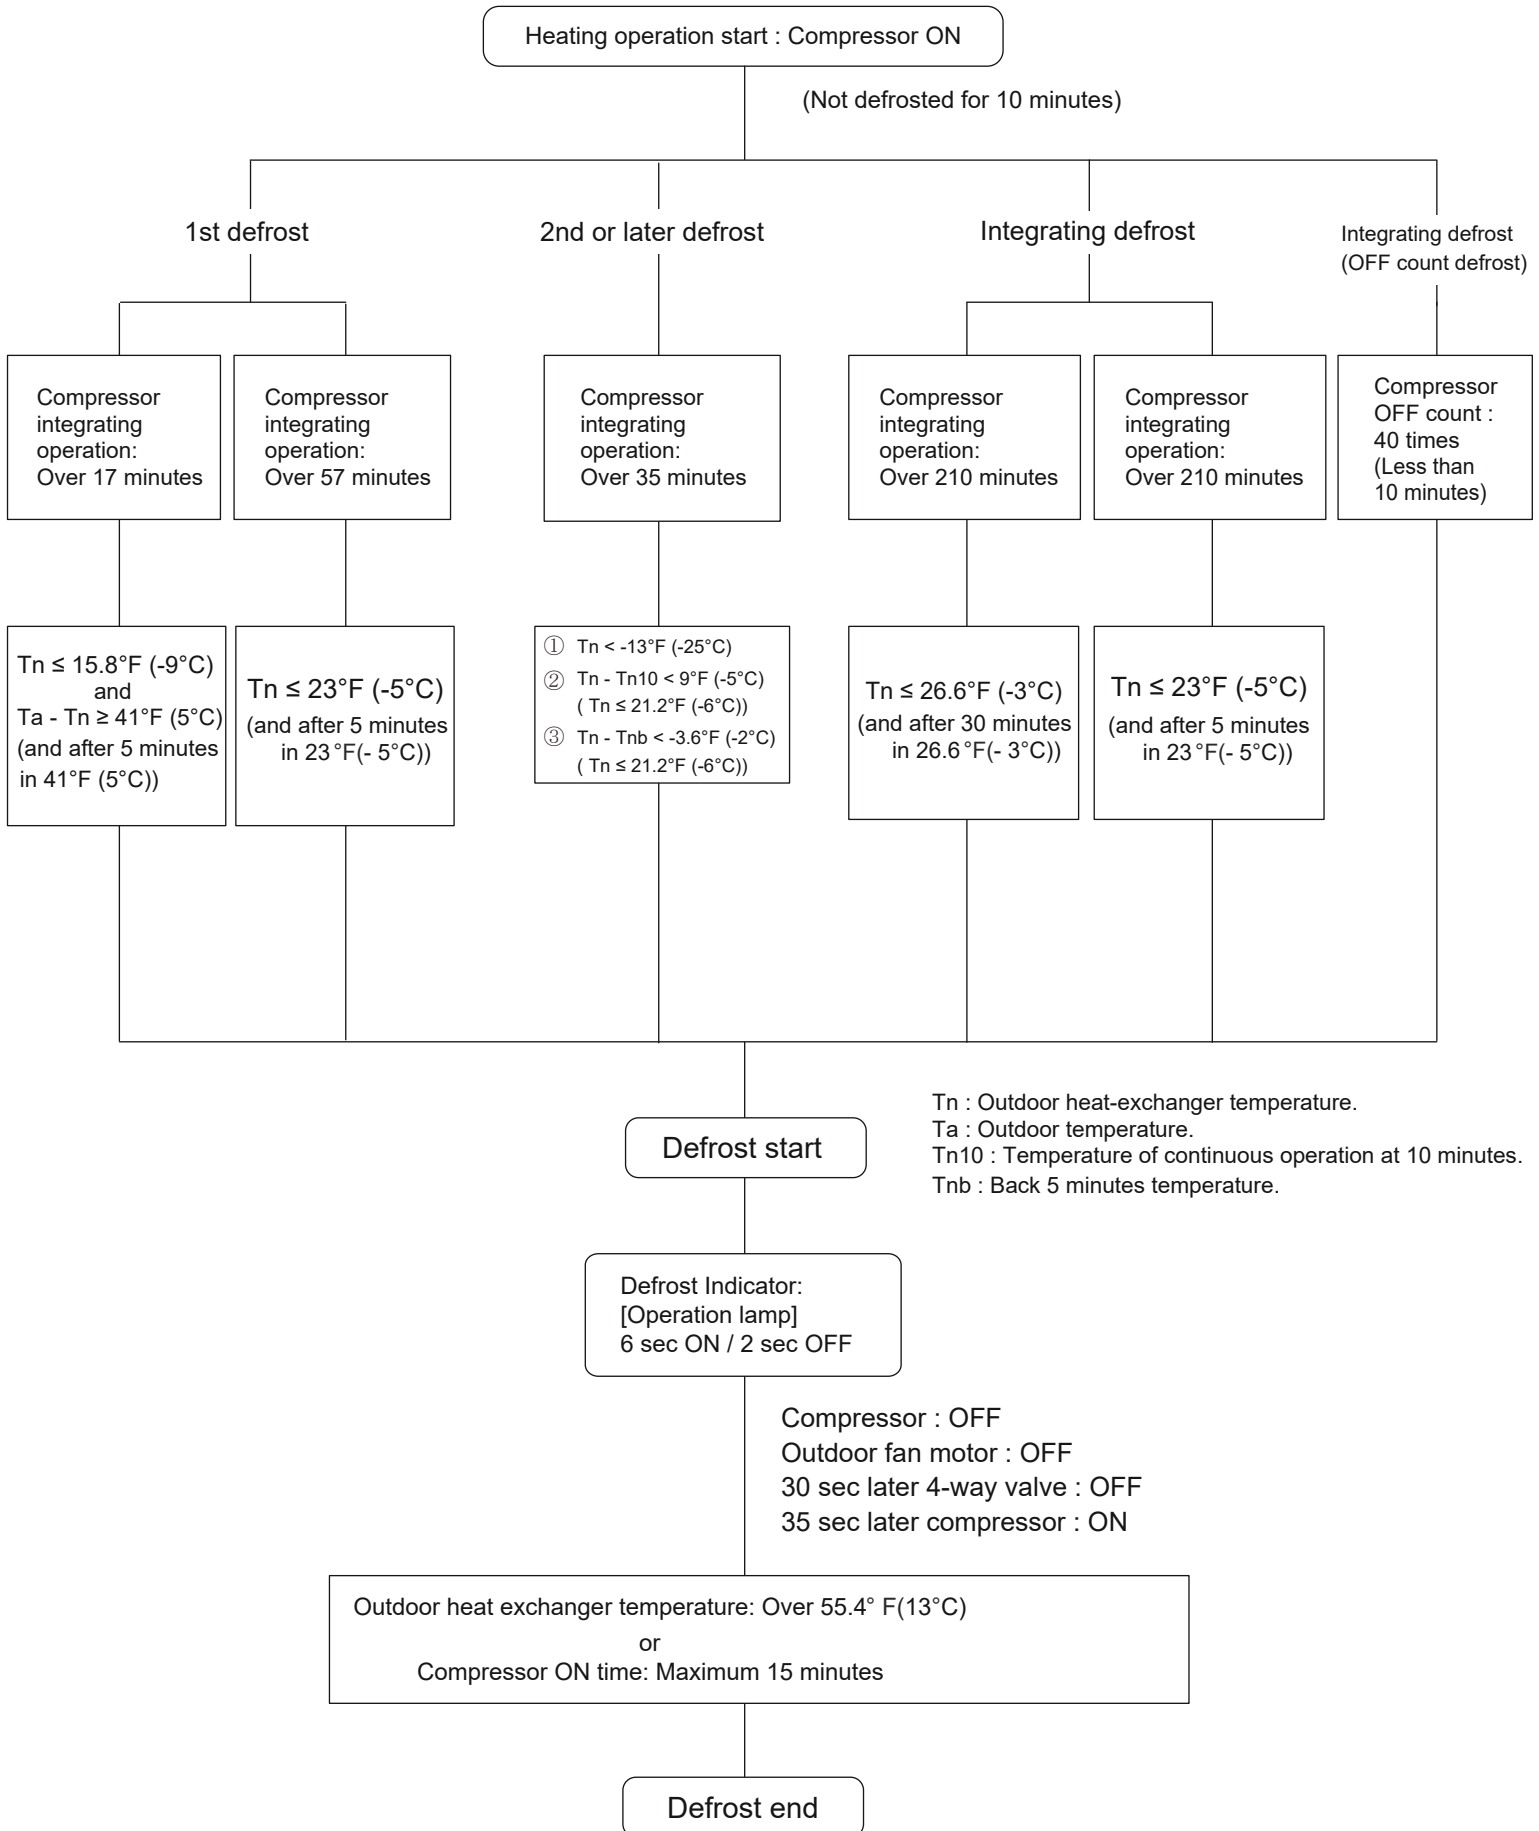 Heating operation start : Compressor ON
(Not defrosted for 10 minutes)
1st defrost
2nd or later defrost
Integrating defrost
Integrating defrost
(OFF count defrost)
Compressor
integrating
operation:
Over 17 minutes
Compressor
integrating
operation:
Over 57 minutes
Compressor
integrating
operation:
Over 35 minutes
Compressor
integrating
operation:
Over 210 minutes
Compressor
integrating
operation:
Over 210 minutes
Compressor
OFF count :
40 times
(Less than
10 minutes)
Tn ≤ 15.8°F (-9°C)
and
Ta - Tn ≥ 41°F (5°C)
(and after 5 minutes
in 41°F (5°C))
Tn ≤ 23°F (-5°C)
(and after 5 minutes
in 23°F(- 5°C))
① Tn < -13°F (-25°C)
② Tn - Tn10 < 9°F (-5°C)
( Tn ≤ 21.2°F (-6°C))
③ Tn - Tnb < -3.6°F (-2°C)
( Tn ≤ 21.2°F (-6°C))
Tn ≤ 26.6°F (-3°C)
(and after 30 minutes
in 26.6°F(- 3°C))
Tn ≤ 23°F (-5°C)
(and after 5 minutes
in 23°F(- 5°C))
Defrost start
Tn : Outdoor heat-exchanger temperature.
Ta : Outdoor temperature.
Tn10 : Temperature of continuous operation at 10 minutes.
Tnb : Back 5 minutes temperature.
Defrost Indicator:
[Operation lamp]
6 sec ON / 2 sec OFF
Compressor : OFF
Outdoor fan motor : OFF
30 sec later 4-way valve : OFF
35 sec later compressor : ON
Outdoor heat exchanger temperature: Over 55.4° F(13°C)
or
Compressor ON time: Maximum 15 minutes
Defrost end